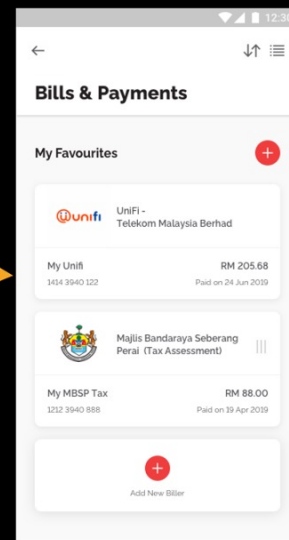 12:30
Bills & Payments
My Favourites
unifi
UniFi -
Telekom Malaysia Berhad
My Unifi RM 205.68
1414 3940 122 Paid on 24 Jun 2019
Majlis Bandaraya Seberang
Perai (Tax Assessment)
My MBSP Tax RM 88.00
1212 3940 888 Paid on 19 Apr 2019
Add New Biller